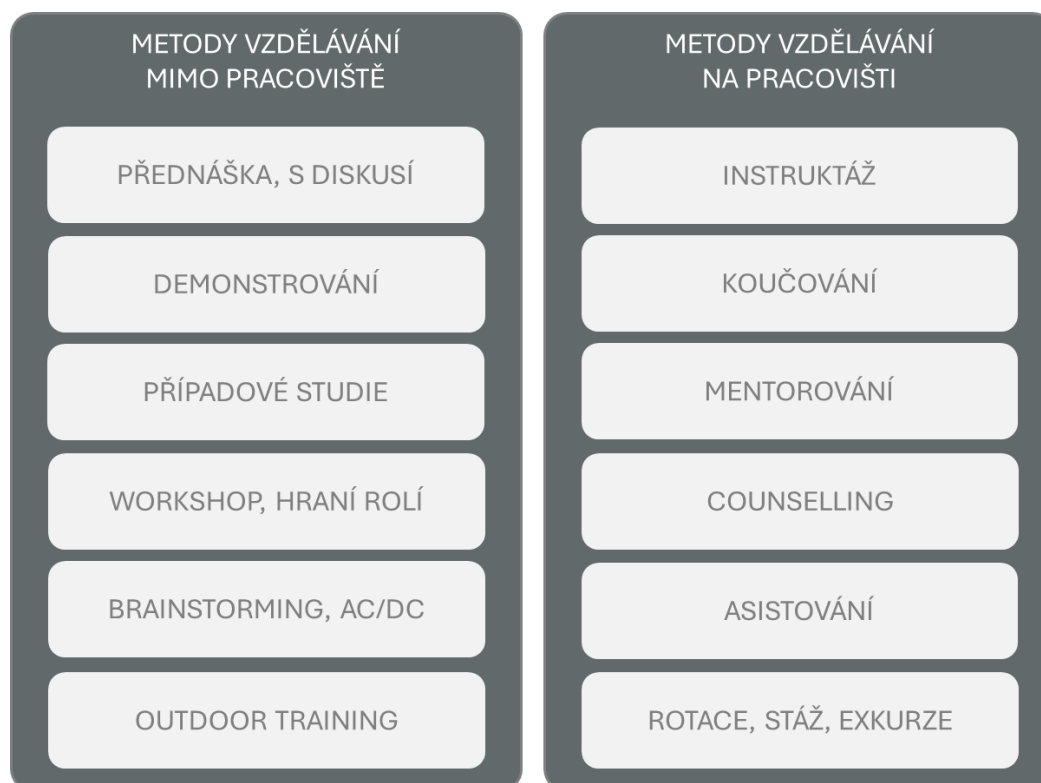 METODY VZDĚLÁVÁNÍ
MIMO PRACOVIŠTĚ
PŘEDNÁŠKA, S DISKUSÍ
DEMONSTROVÁNÍ
PŘÍPADOVÉ STUDIE
WORKSHOP, HRANÍ ROLÍ
BRAINSTORMING, AC/DC
OUTDOOR TRAINING
METODY VZDĚLÁVÁNÍ
NA PRACOVIŠTI
INSTRUKTÁŽ
KOUČOVÁNÍ
MENTOROVÁNÍ
COUNSELLING
ASISTOVÁNÍ
ROTACE, STÁŽ, EXKURZE